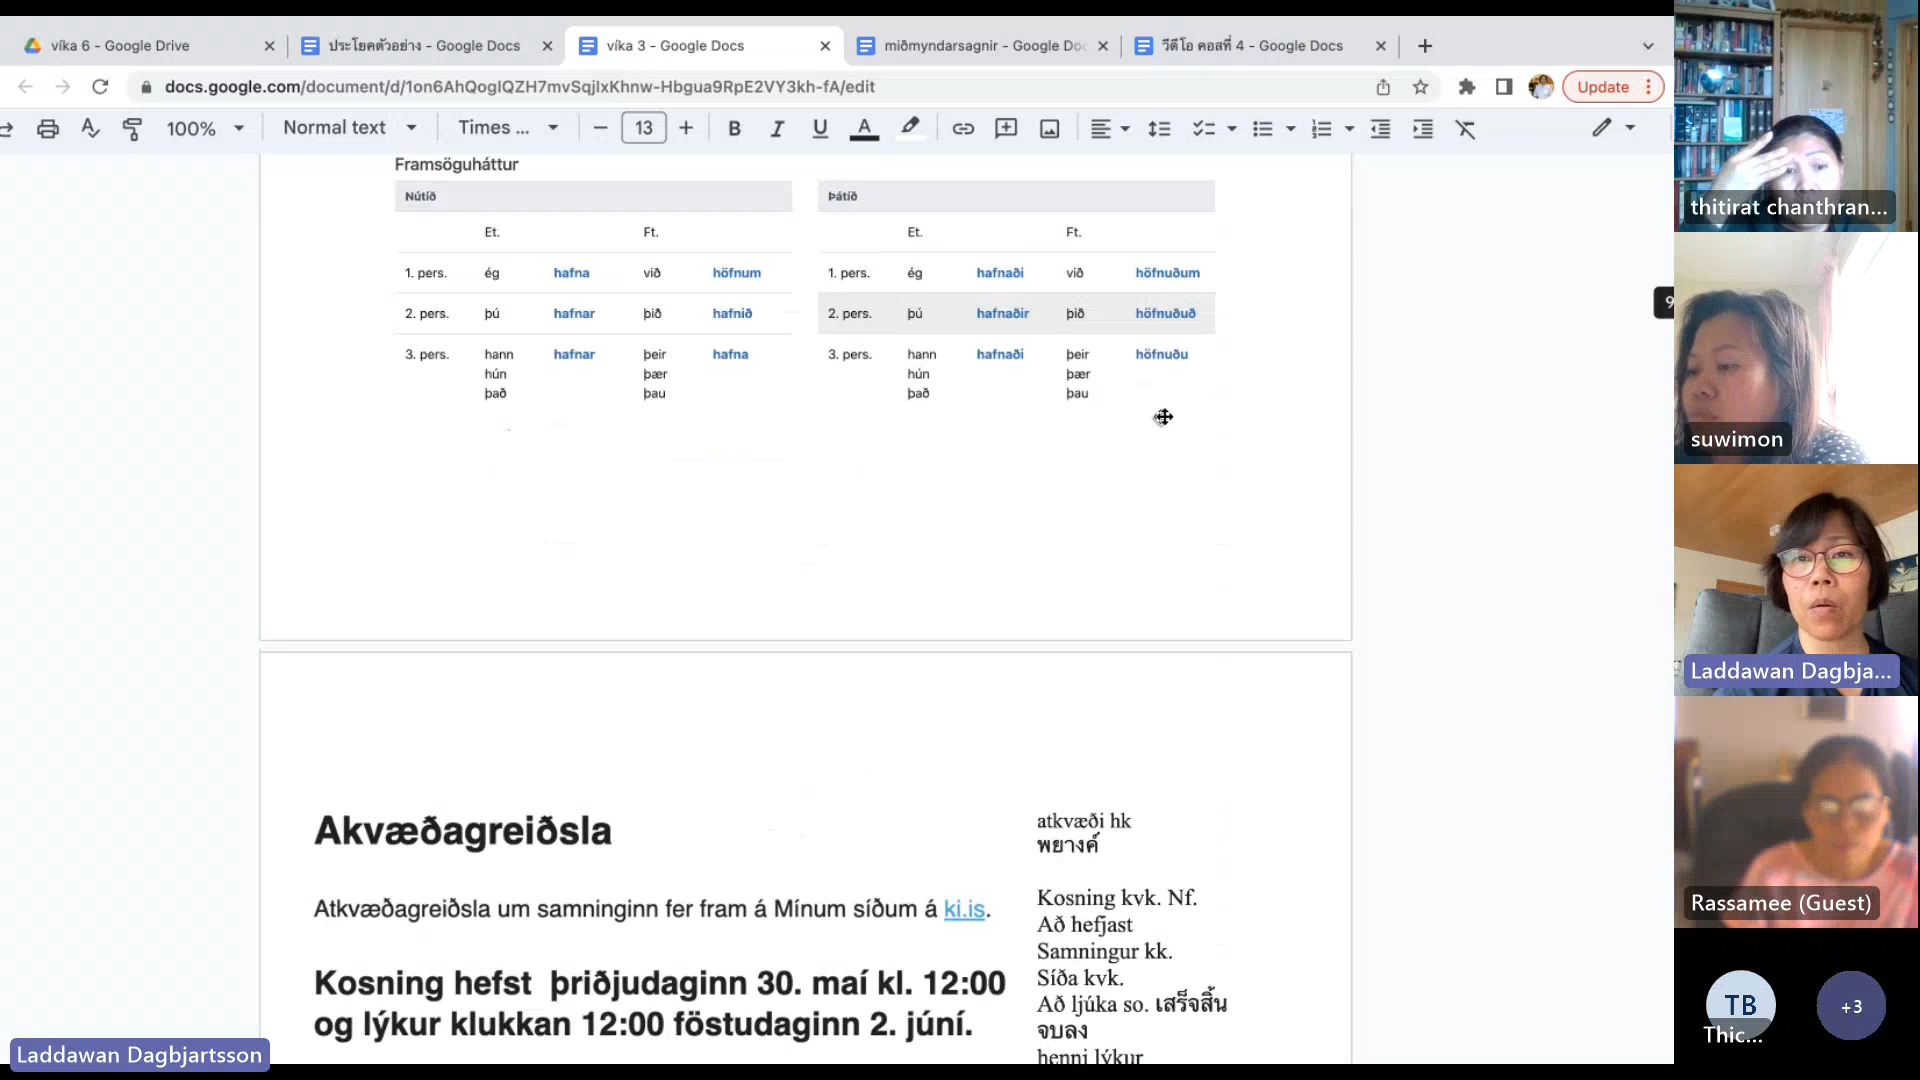 víka 6 - Google Drive
ประโยคตัวอย่าง - Google Docs
víka 3 - Google Docs
miðmyndarsagnir - Google Doc
วีดีโอ คอสที่ 4 - Google Docs
docs.google.com/document/d/1on6AhQogIQZH7mvSqjIxKhnw-Hbgua9RpE2VY3kh-fA/edit
Update
100% Normal text Times ... 13
Framsöguháttur
Nútíð Þátíð
Et. Ft. Et. Ft.
1. pers. ég hafna við höfnum 1. pers. ég hafnaði við höfnuðum
2. pers. þú hafnar þið hafnið 2. pers. þú hafnaðir þið höfnuðuð
3. pers. hann hafnar þeir hafna 3. pers. hann hafnaði þeir höfnuðu
hún þær hún þær
það þau það þau
9
Akvæðagreiðsla
Atkvæðagreiðsla um samninginn fer fram á Mínum síðum á ki.is.
Kosning hefst þriðjudaginn 30. maí kl. 12:00
og lýkur klukkan 12:00 föstudaginn 2. júní.
atkvæði hk
พยางค์
Kosning kvk. Nf.
Að hefjast
Samningur kk.
Síða kvk.
Að ljúka so. เสร็จสิ้น
จบลง
henni lýkur
Laddawan Dagbjartsson
thitirat chanthran...
suwimon
Laddawan Dagbja...
Rassamee (Guest)
TB
Thic...
+3